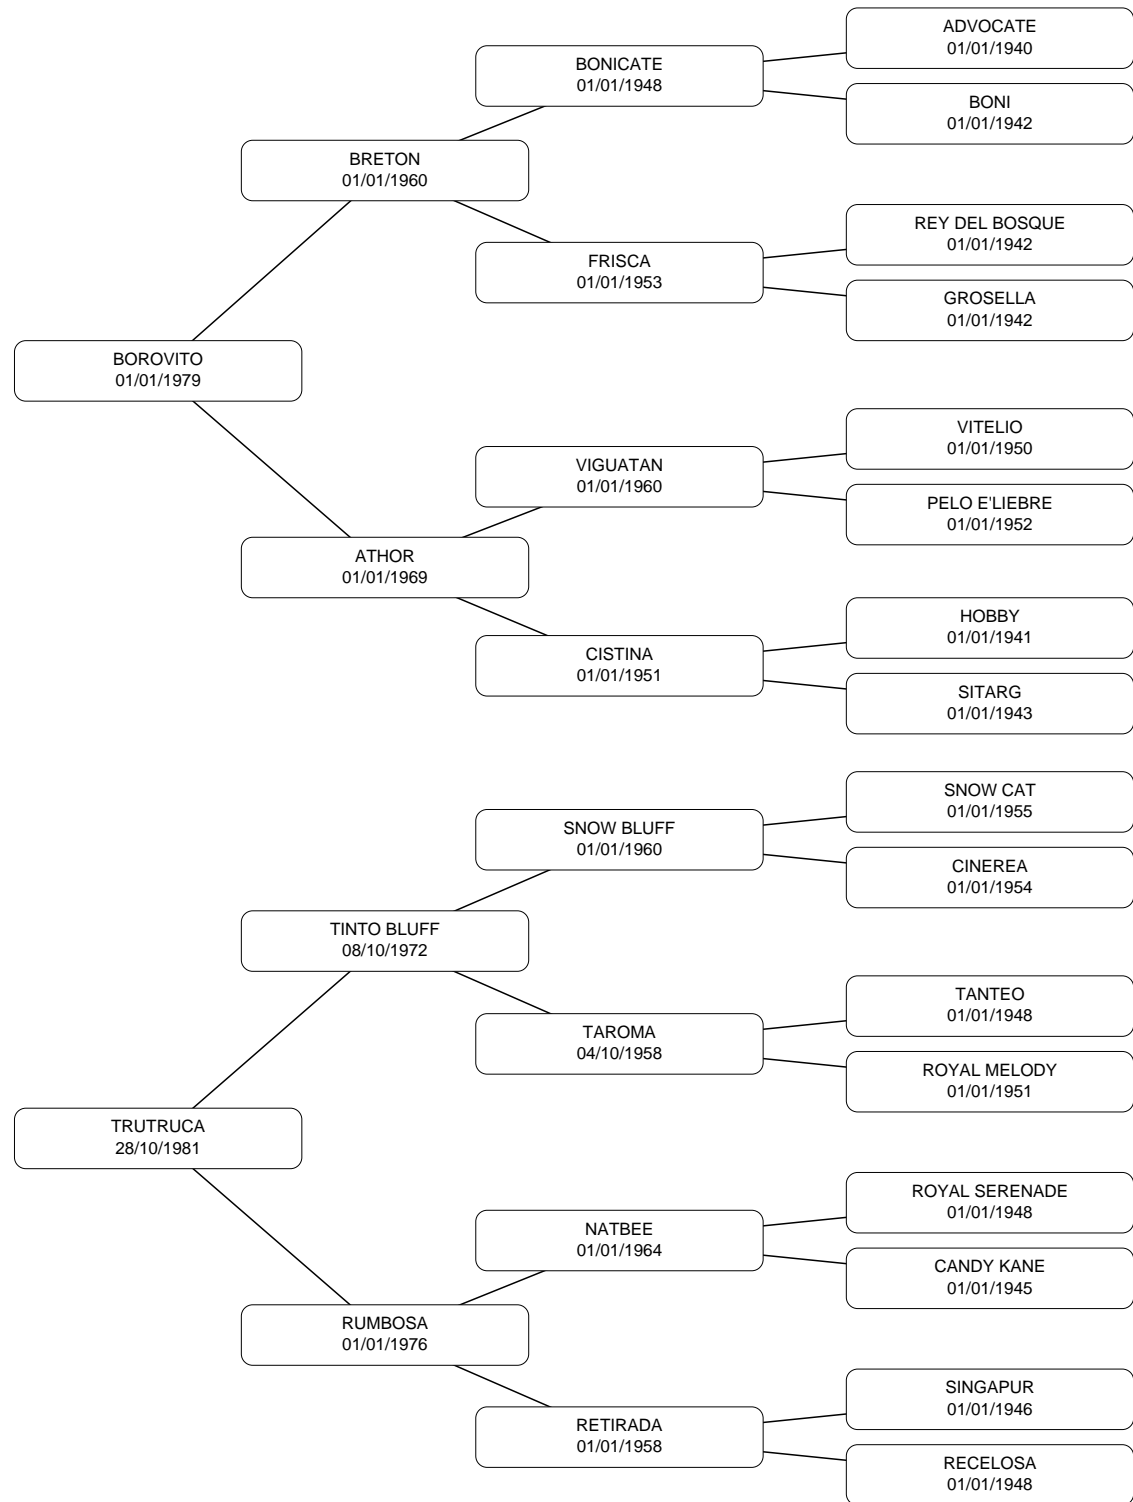 ADVOCATE
01/01/1940
BONICATE
01/01/1948
BONI
01/01/1942
BRETON
01/01/1960
REY DEL BOSQUE
01/01/1942
FRISCA
01/01/1953
GROSELLA
01/01/1942
BOROVITO
01/01/1979
VITELIO
01/01/1950
VIGUATAN
01/01/1960
PELO E'LIEBRE
01/01/1952
ATHOR
01/01/1969
HOBBY
01/01/1941
CISTINA
01/01/1951
SITARG
01/01/1943
SNOW CAT
01/01/1955
SNOW BLUFF
01/01/1960
CINEREA
01/01/1954
TINTO BLUFF
08/10/1972
TANTEO
01/01/1948
TAROMA
04/10/1958
ROYAL MELODY
01/01/1951
TRUTRUCA
28/10/1981
ROYAL SERENADE
01/01/1948
NATBEE
01/01/1964
CANDY KANE
01/01/1945
RUMBOSA
01/01/1976
SINGAPUR
01/01/1946
RETIRADA
01/01/1958
RECELOSA
01/01/1948